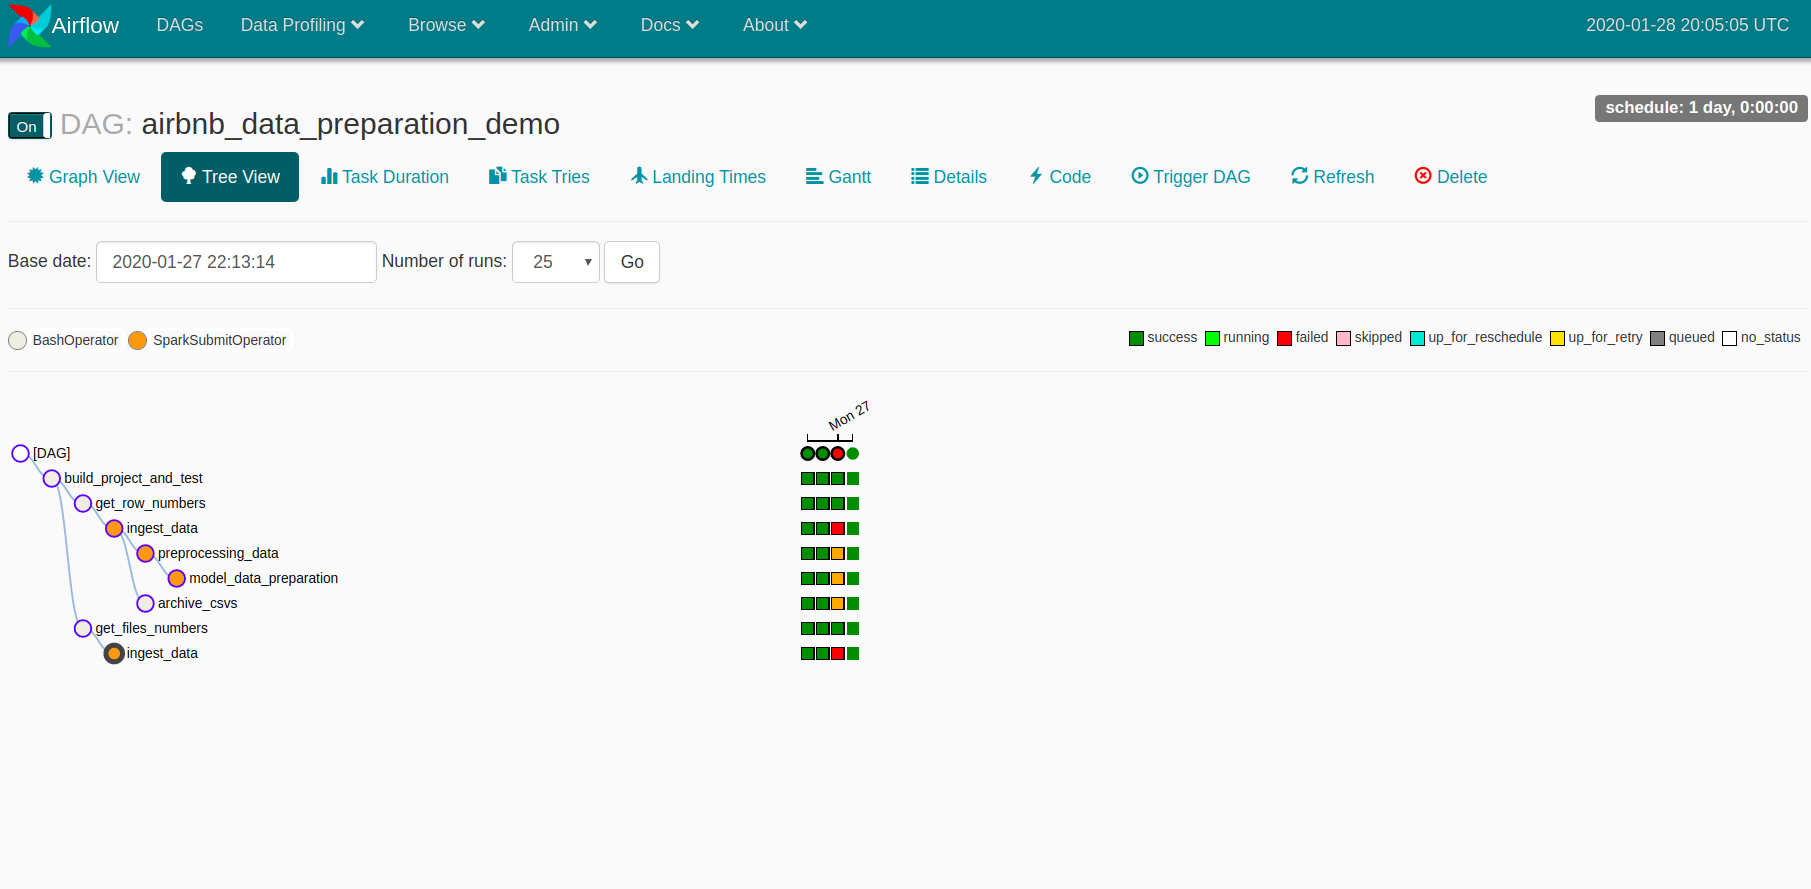 Airflow DAGs Data Profiling Browse Admin Docs About 2020-01-28 20:05:05 UTC
schedule: 1 day, 0:00:00
On DAG: airbnb_data_preparation_demo
Graph View Tree View Task Duration Task Tries Landing Times Gantt Details Code Trigger DAG Refresh Delete
Base date: 2020-01-27 22:13:14 Number of runs: 25 Go
BashOperator SparkSubmitOperator success running failed skipped up_for_reschedule up_for_retry queued no_status
Mon 27
[DAG]
build_project_and_test
get_row_numbers
ingest_data
preprocessing_data
model_data_preparation
archive_csvs
get_files_numbers
ingest_data